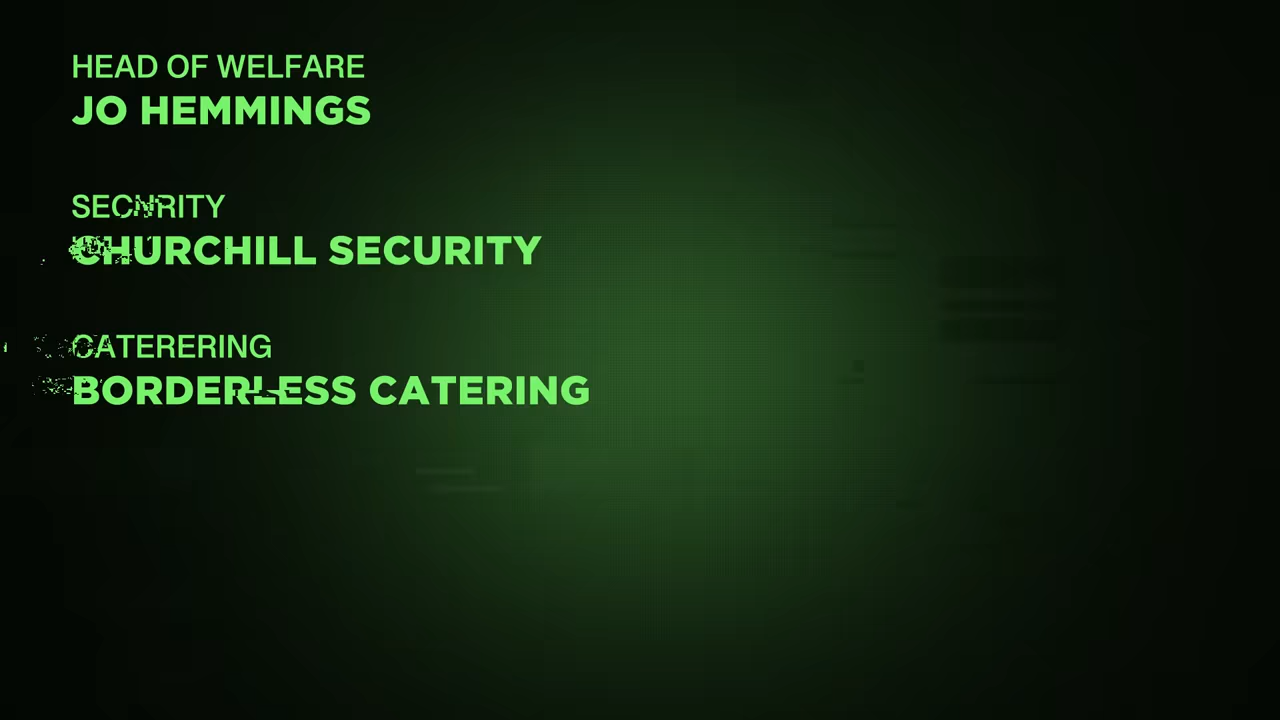 HEAD OF WELFARE
JO HEMMINGS
SECURITY
CHURCHILL SECURITY
CATERERING
BORDERLESS CATERING